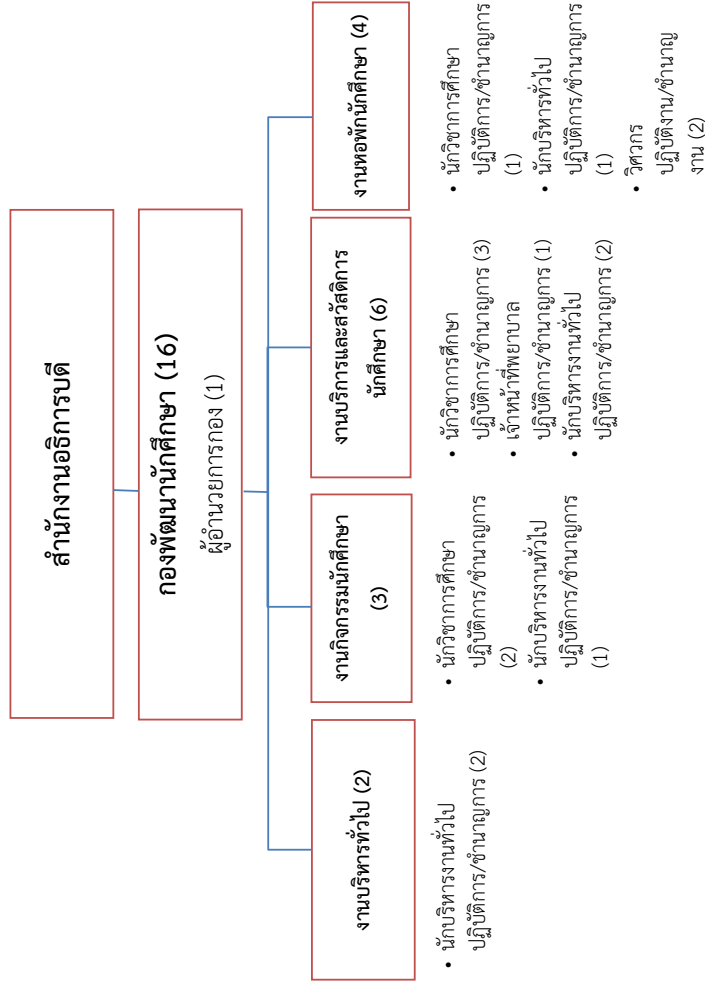 สำนักงานอธิการบดี
กองพัฒนานักศึกษา (16)
ผู้อำนวยการกอง (1)
งานบริหารทั่วไป (2)
• นักบริหารงานทั่วไป
ปฏิบัติการ/ชำนาญการ (2)
งานกิจกรรมนักศึกษา
(3)
• นักวิชาการศึกษา
ปฏิบัติการ/ชำนาญการ
(2)
• นักบริหารงานทั่วไป
ปฏิบัติการ/ชำนาญการ
(1)
งานบริการและสวัสดิการ
นักศึกษา (6)
• นักวิชาการศึกษา
ปฏิบัติการ/ชำนาญการ (3)
• เจ้าหน้าที่พยาบาล
ปฏิบัติการ/ชำนาญการ (1)
• นักบริหารงานทั่วไป
ปฏิบัติการ/ชำนาญการ (2)
งานหอพักนักศึกษา (4)
• นักวิชาการศึกษา
ปฏิบัติการ/ชำนาญการ
(1)
• นักบริหารทั่วไป
ปฏิบัติการ/ชำนาญการ
(1)
• วิศวกร
ปฏิบัติงาน/ชำนาญ
งาน (2)